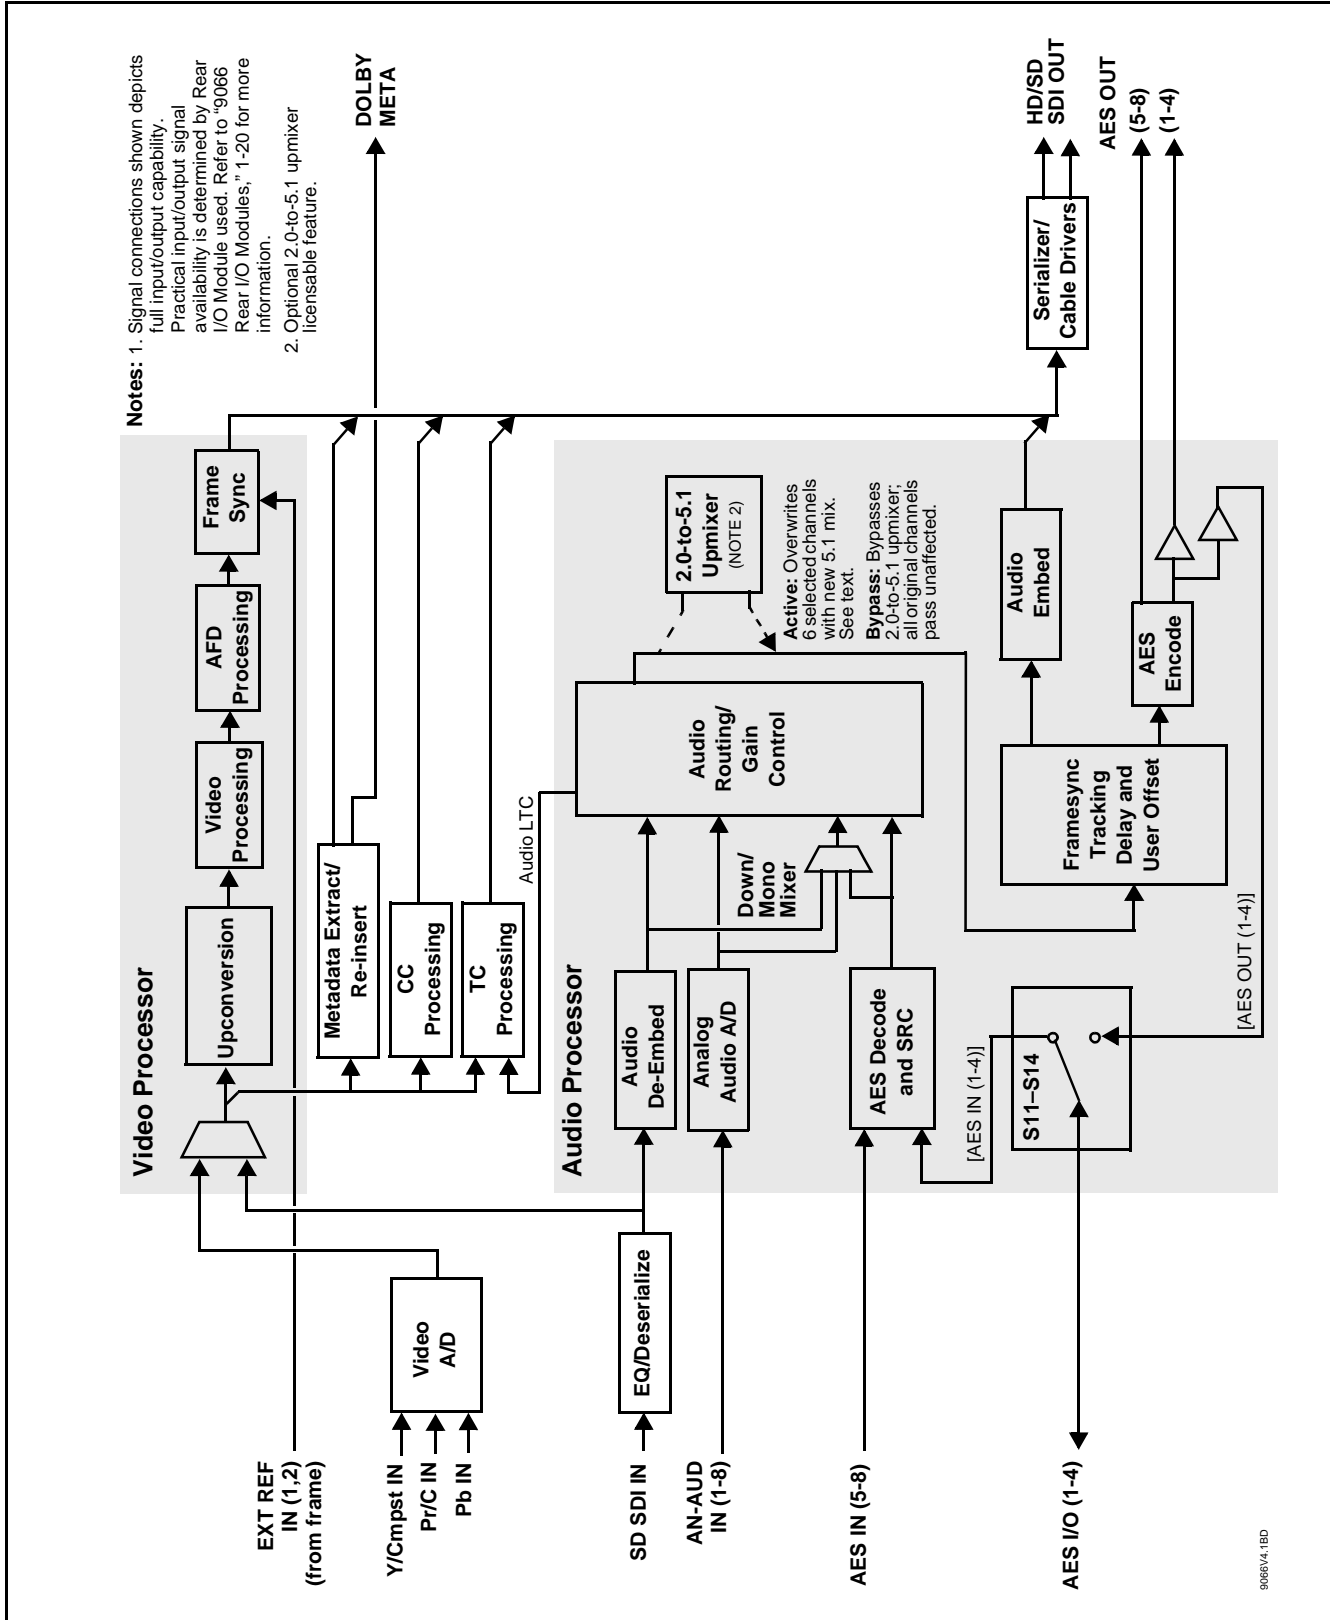 Notes: 1. Signal connections shown depicts
full input/output capability.
Practical input/output signal
availability is determined by Rear
I/O Module used. Refer to “9066
Rear I/O Modules,” 1-20 for more
information.
2. Optional 2.0-to-5.1 upmixer
licensable feature.
EXT REF
IN (1,2)
(from frame)
Y/Cmpst IN
Pr/C IN
Pb IN
SD SDI IN
AN-AUD
IN (1-8)
AES IN (5-8)
AES I/O (1-4)
Video
A/D
EQ/Deserialize
Video Processor
Upconversion
Video
Processing
AFD
Processing
Frame
Sync
Metadata Extract/
Re-insert
CC
Processing
TC
Processing
Audio LTC
Audio Processor
Audio
De-Embed
Analog
Audio A/D
AES Decode
and SRC
[AES IN (1-4)]
S11–S14
[AES OUT (1-4)]
Down/
Mono
Mixer
Audio
Routing/
Gain
Control
2.0-to-5.1
Upmixer
(NOTE 2)
Active: Overwrites
6 selected channels
with new 5.1 mix.
See text.
Bypass: Bypasses
2.0-to-5.1 upmixer;
all original channels
pass unaffected.
Framesync
Tracking
Delay and
User Offset
Audio
Embed
AES
Encode
Serializer/
Cable Drivers
DOLBY
META
HD/SD
SDI OUT
AES OUT
(5-8)
(1-4)
9066V4.1BD